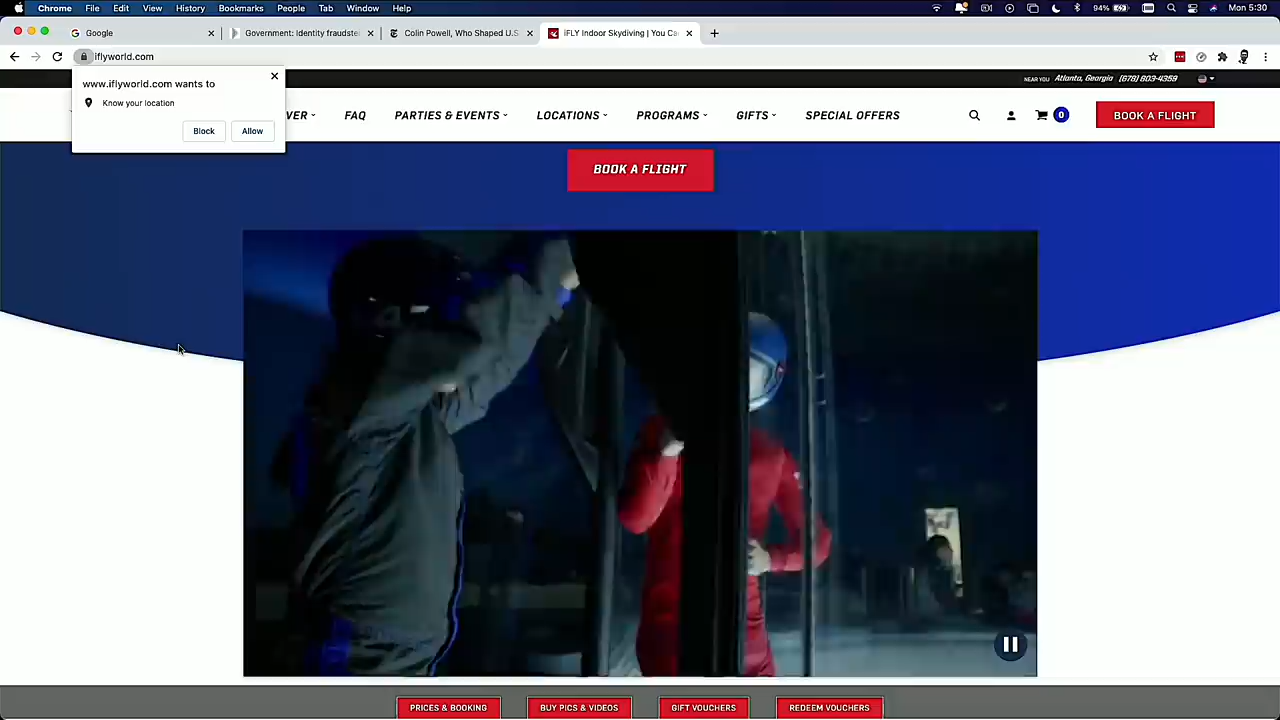 Chrome File Edit View History Bookmarks People Tab Window Help 94% Mon 5:30
Google Government: Identity fraudste Colin Powell, Who Shaped U.S iFLY Indoor Skydiving | You Ca
iflyworld.com
www.iflyworld.com wants to
Know your location
Block Allow
NEAR YOU Atlanta, Georgia (678) 603-4359
VER FAQ PARTIES & EVENTS LOCATIONS PROGRAMS GIFTS SPECIAL OFFERS 0 BOOK A FLIGHT
BOOK A FLIGHT
PRICES & BOOKING BUY PICS & VIDEOS GIFT VOUCHERS REDEEM VOUCHERS